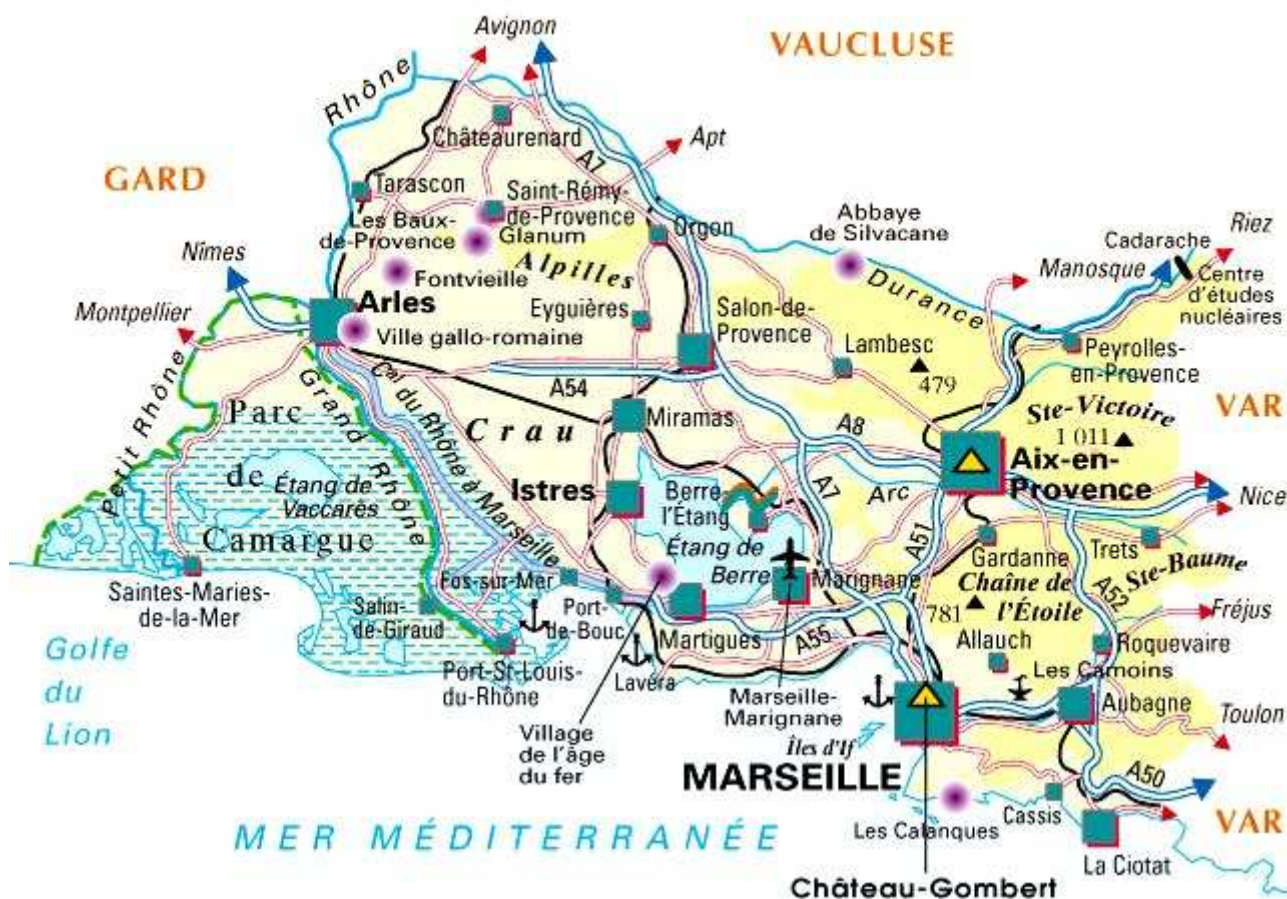 Avignon
VAUCLUSE
Rhône
Châteaurenard
A7
Apt
GARD
Tarascon
Saint-Rémy-
de-Provence
Les Baux-
de-Provence
Glanum
Orgon
Abbaye
de Silvacane
Riez
Cadarache
Manosque
Centre
d'études
nucléaires
Nîmes
Fontvieille
Alpilles
Durance
Montpellier
Arles
Ville gallo-romaine
Eyguières
Salon-de-
Provence
Lambesc
479
Peyrolles-
en-Provence
Petit Rhône
Grand Rhône
Cal du Rhône à Marseille
A54
Parc
de
Camargue
Étang de
Vaccarès
Crau
Miramas
A8
Ste-Victoire
1 011
VAR
Aix-en-
Provence
Istres
Berre
l'Étang
A7
Arc
A51
Nice
Étang de
Berre
Gardanne
Trets
Saintes-Maries-
de-la-Mer
Fos-sur-Mer
Marignane
Chaîne de
l'Étoile
781
A52
Ste-Baume
Fréjus
Salin-
de-Giraud
Port-
de-Bouc
Martigues
A55
Allauch
Roquevaire
Golfe
du
Lion
Port-St-Louis-
du-Rhône
Lavéra
Marseille-
Marignane
Les Camoins
Aubagne
Toulon
Village
de l'âge
du fer
Îles d'If
MARSEILLE
A50
Cassis
Les Calanques
VAR
MER MÉDITERRANÉE
La Ciotat
Château-Gombert